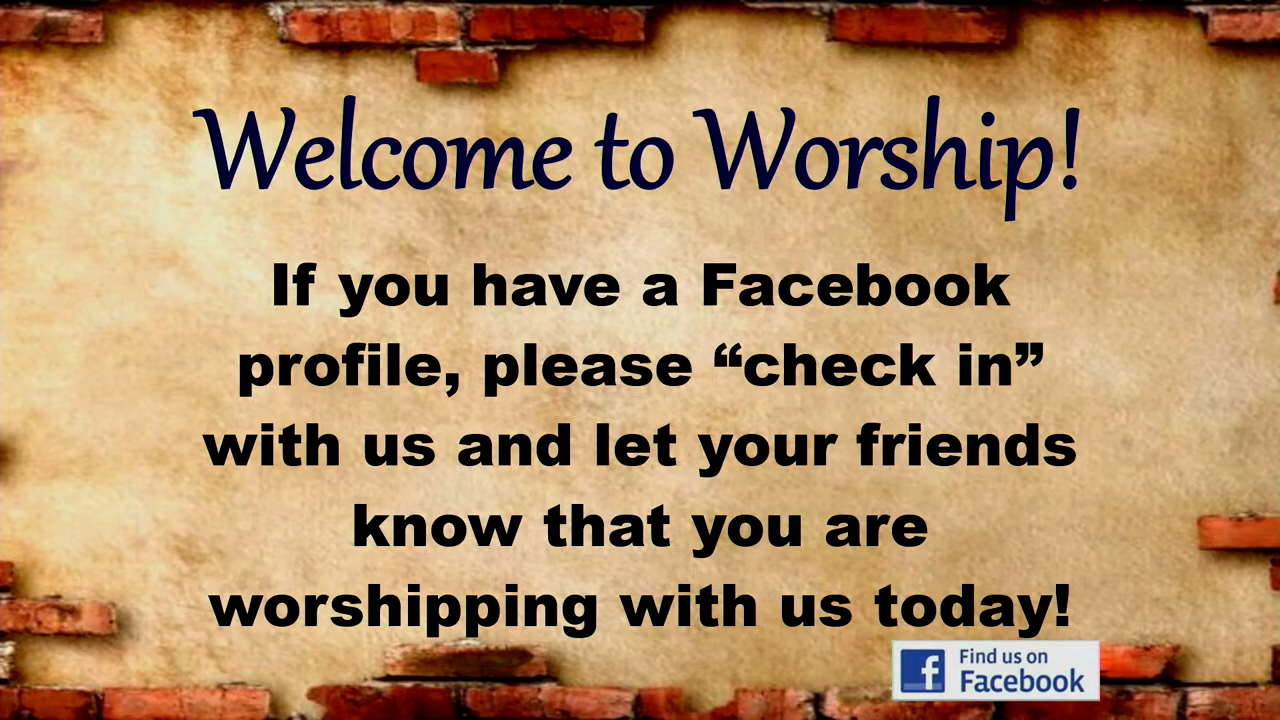 Welcome to Worship!
If you have a Facebook
profile, please “check in”
with us and let your friends
know that you are
worshipping with us today!
f
Find us on
Facebook